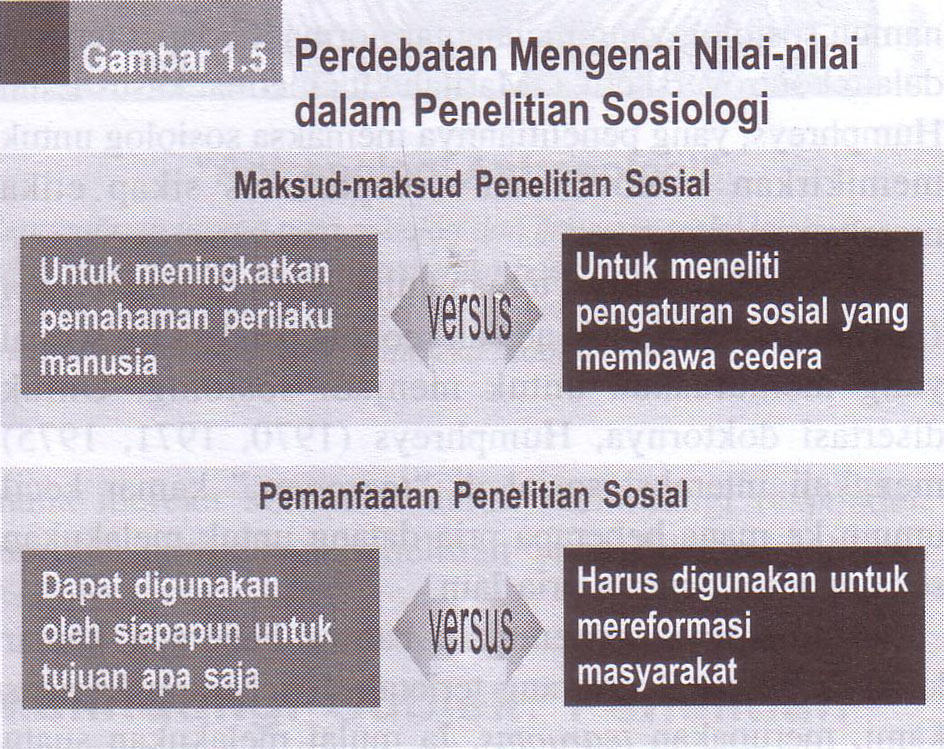 Gambar 1.5 Perdebatan Mengenai Nilai-nilai
dalam Penelitian Sosiologi
Maksud-maksud Penelitian Sosial
Untuk meningkatkan
pemahaman perilaku
manusia
versus
Untuk meneliti
pengaturan sosial yang
membawa cedera
Pemanfaatan Penelitian Sosial
Dapat digunakan
oleh siapapun untuk
tujuan apa saja
versus
Harus digunakan untuk
mereformasi
masyarakat